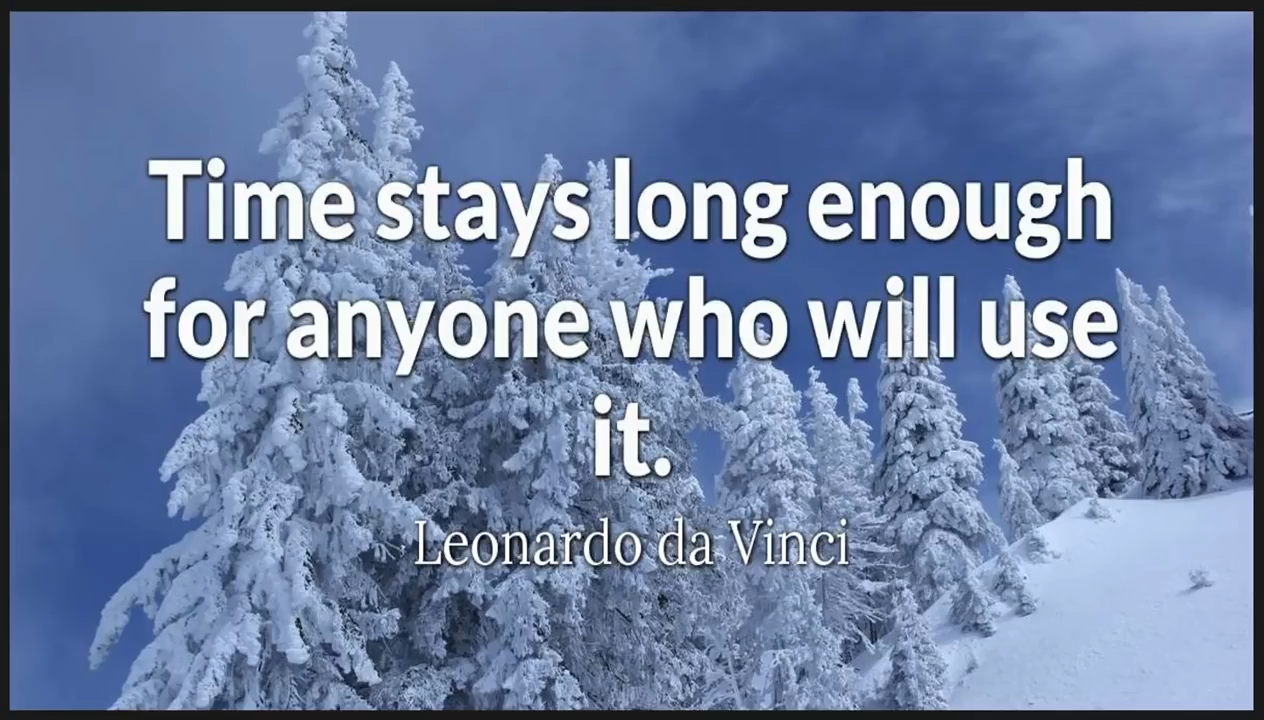 Time stays long enough
for anyone who will use
it.
Leonardo da Vinci